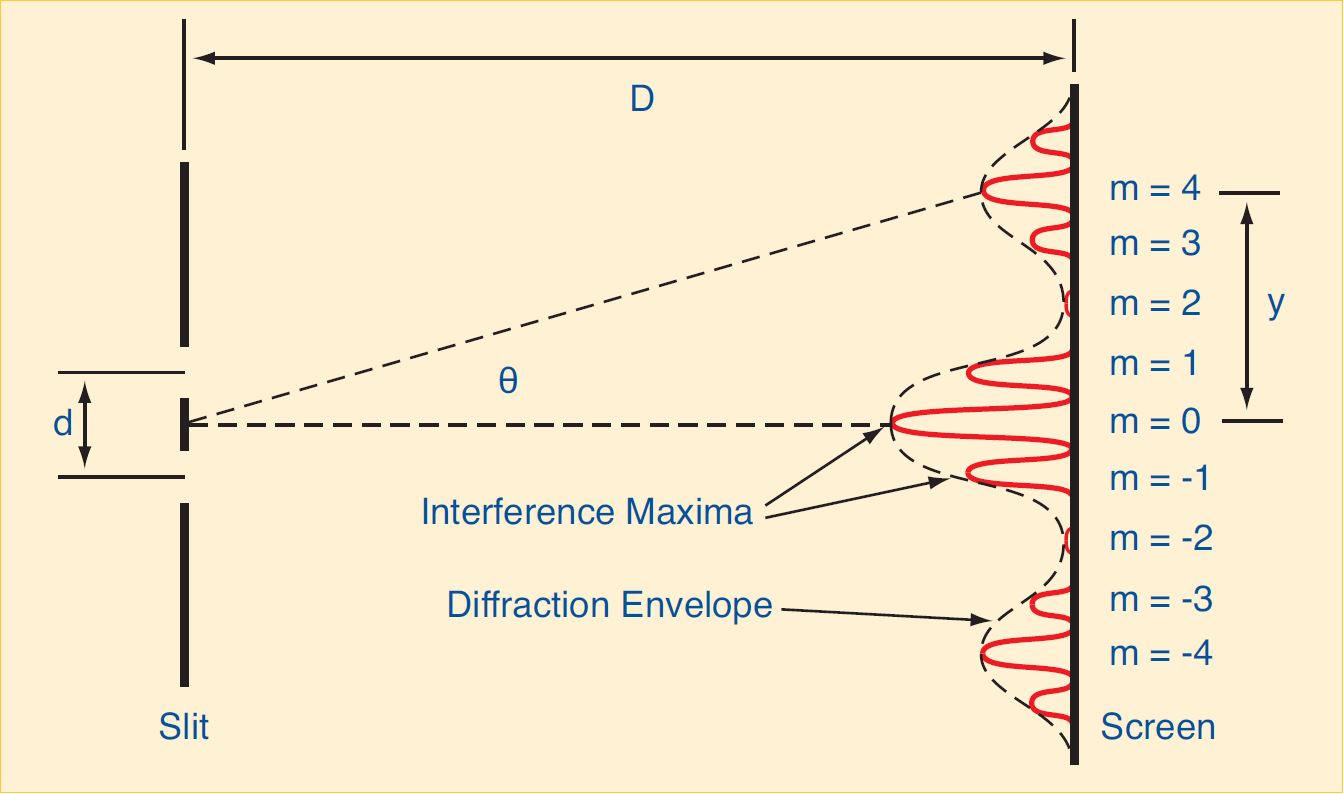 D
m = 4
m = 3
m = 2
y
m = 1
θ
d
m = 0
m = -1
Interference Maxima
m = -2
Diffraction Envelope
m = -3
m = -4
Slit
Screen